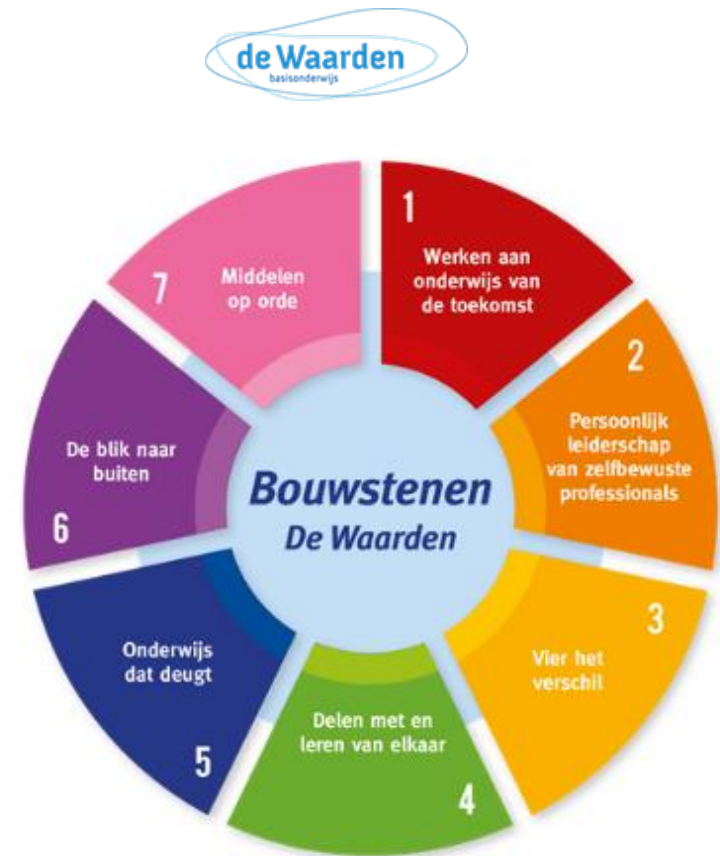 de Waarden
basisonderwijs
1
Werken aan
onderwijs van
de toekomst
2
Persoonlijk
leiderschap
van zelfbewuste
professionals
3
Vier het
verschil
Delen met en
leren van elkaar
4
Onderwijs
dat deugt
5
De blik naar
buiten
6
7
Middelen
op orde
Bouwstenen
De Waarden